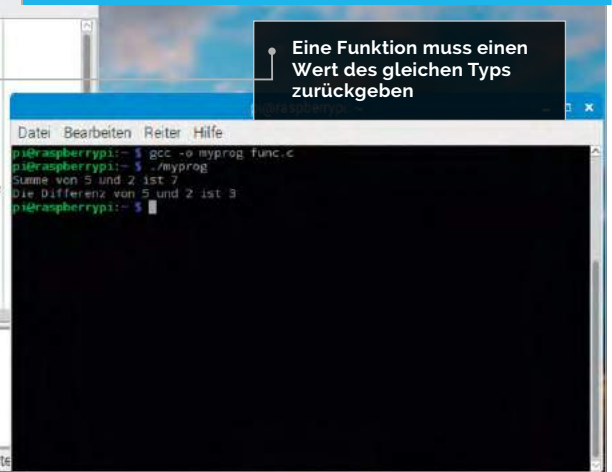 Eine Funktion muss einen
Wert des gleichen Typs
zurückgeben
Datei Bearbeiten Reiter Hilfe
pi@raspberrypi:~ $ gcc -o myprog func.c
pi@raspberrypi:~ $ ./myprog
Summe von 5 und 2 ist 7
Die Differenz von 5 und 2 ist 3
pi@raspberrypi:~ $